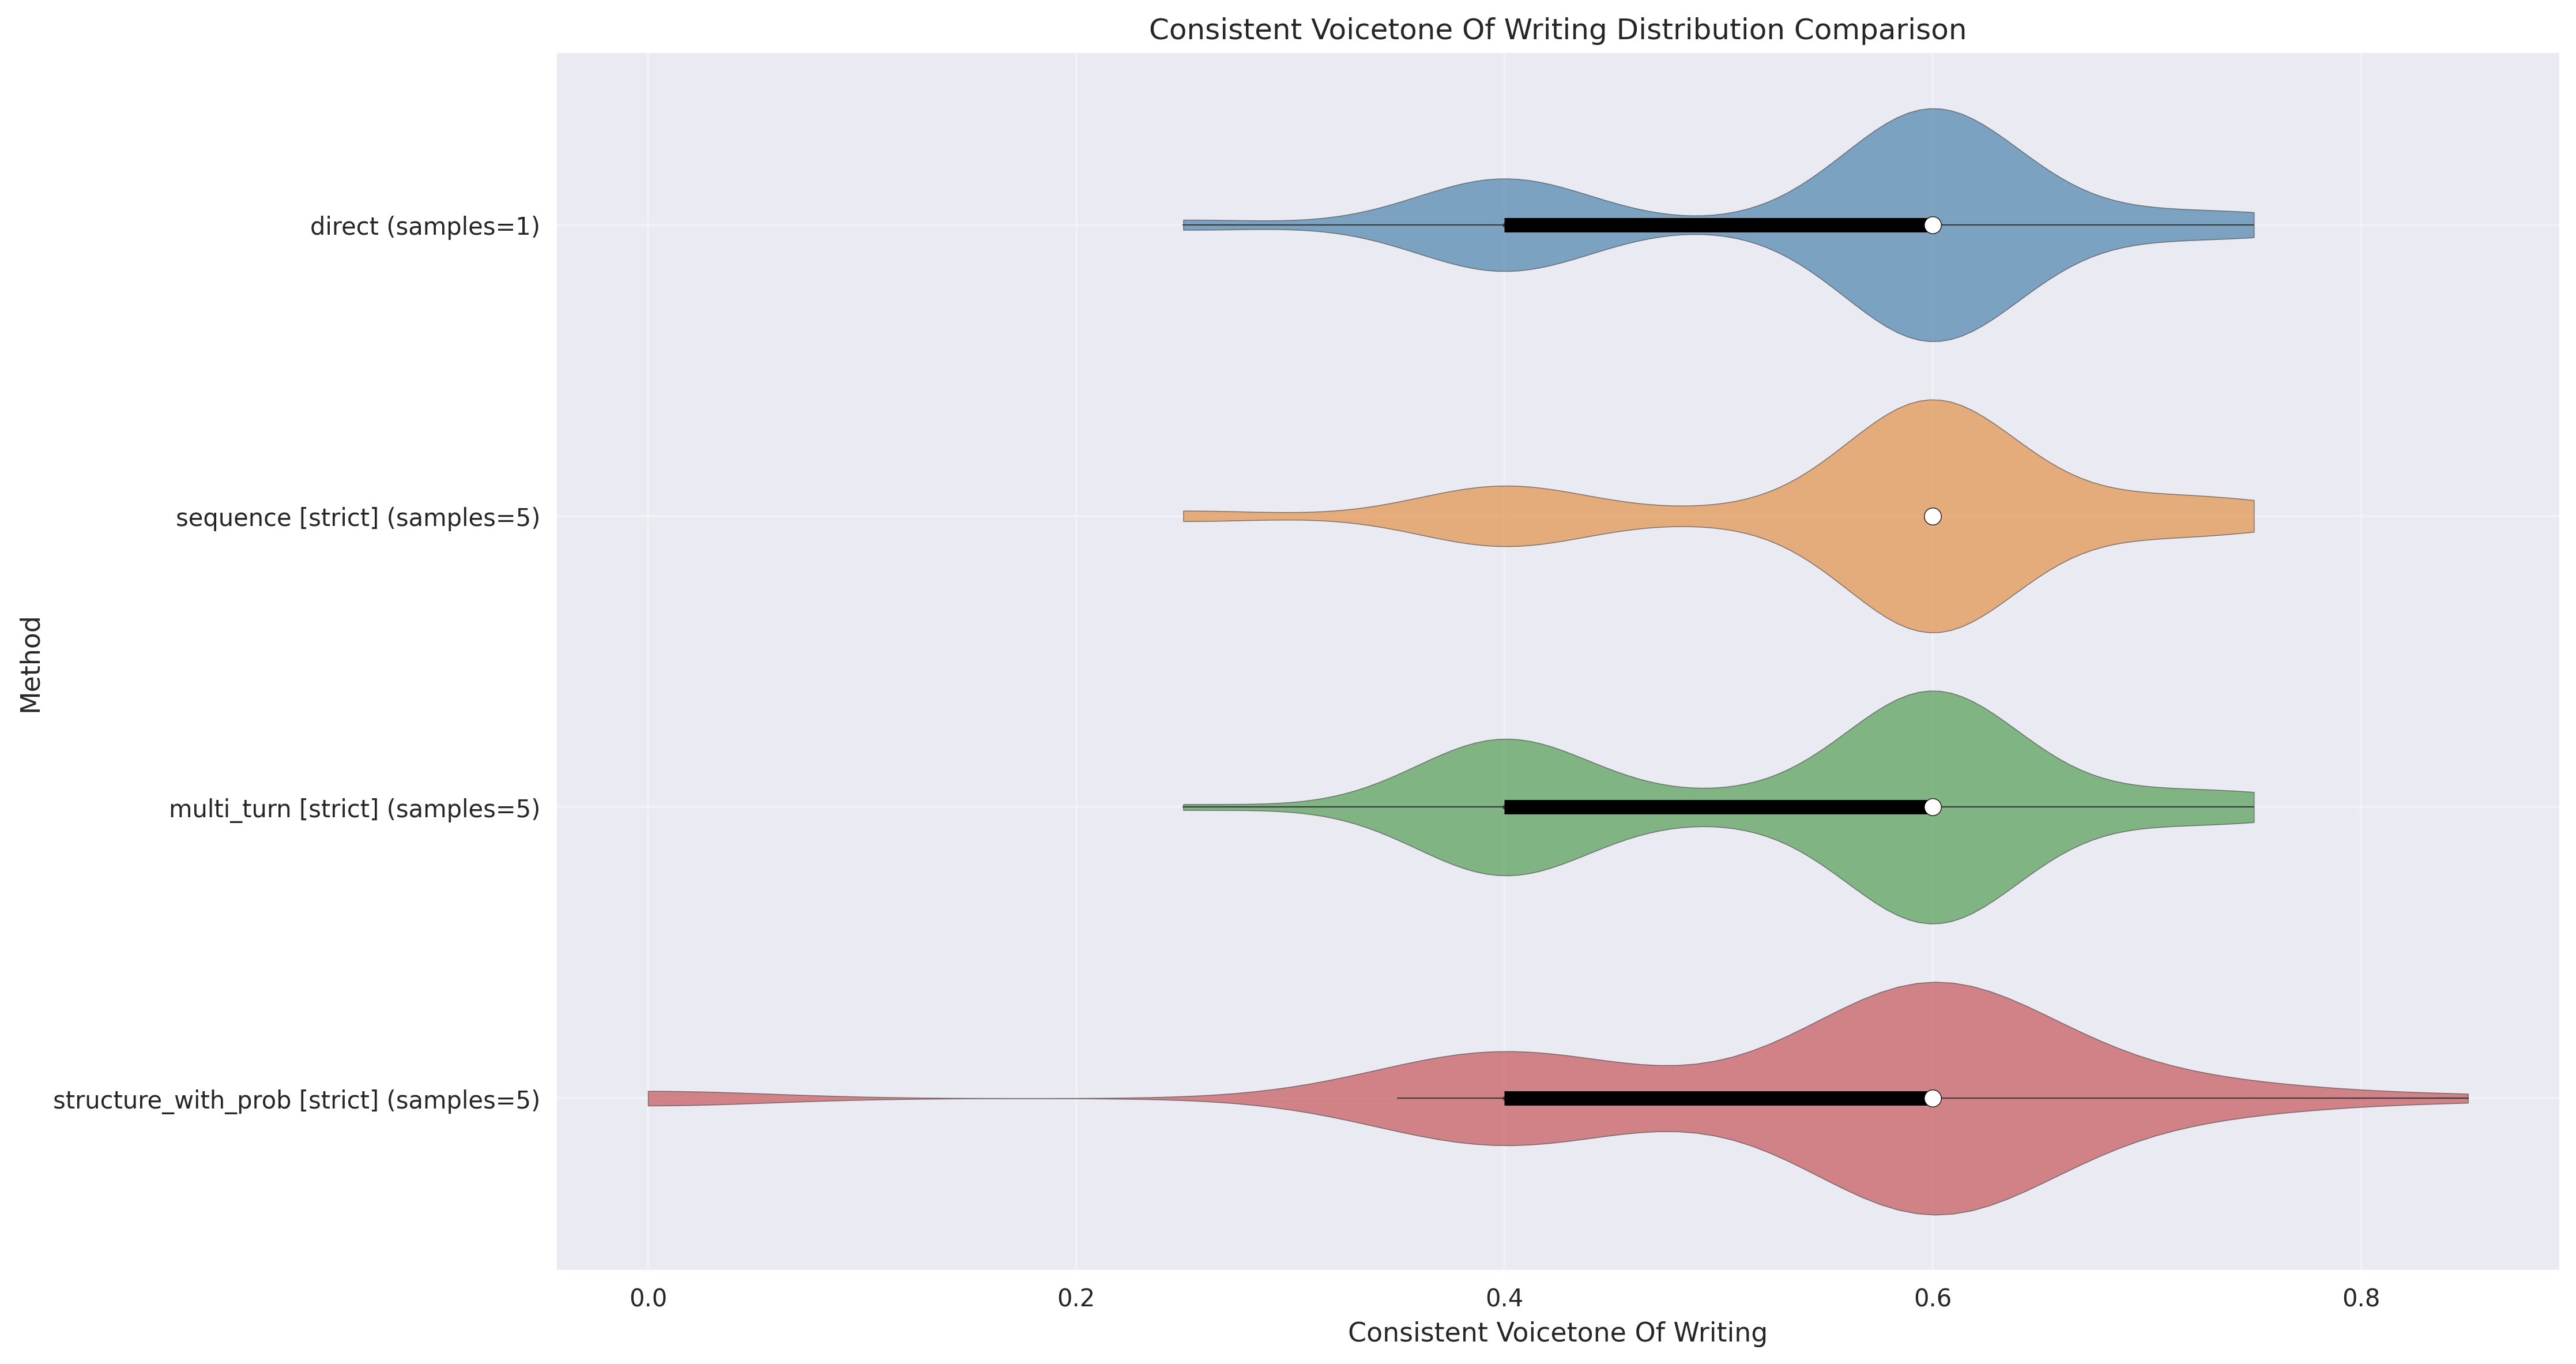 Consistent Voicetone Of Writing Distribution Comparison
Method
direct (samples=1)
sequence [strict] (samples=5)
multi_turn [strict] (samples=5)
structure_with_prob [strict] (samples=5)
0.0 0.2 0.4 0.6 0.8
Consistent Voicetone Of Writing